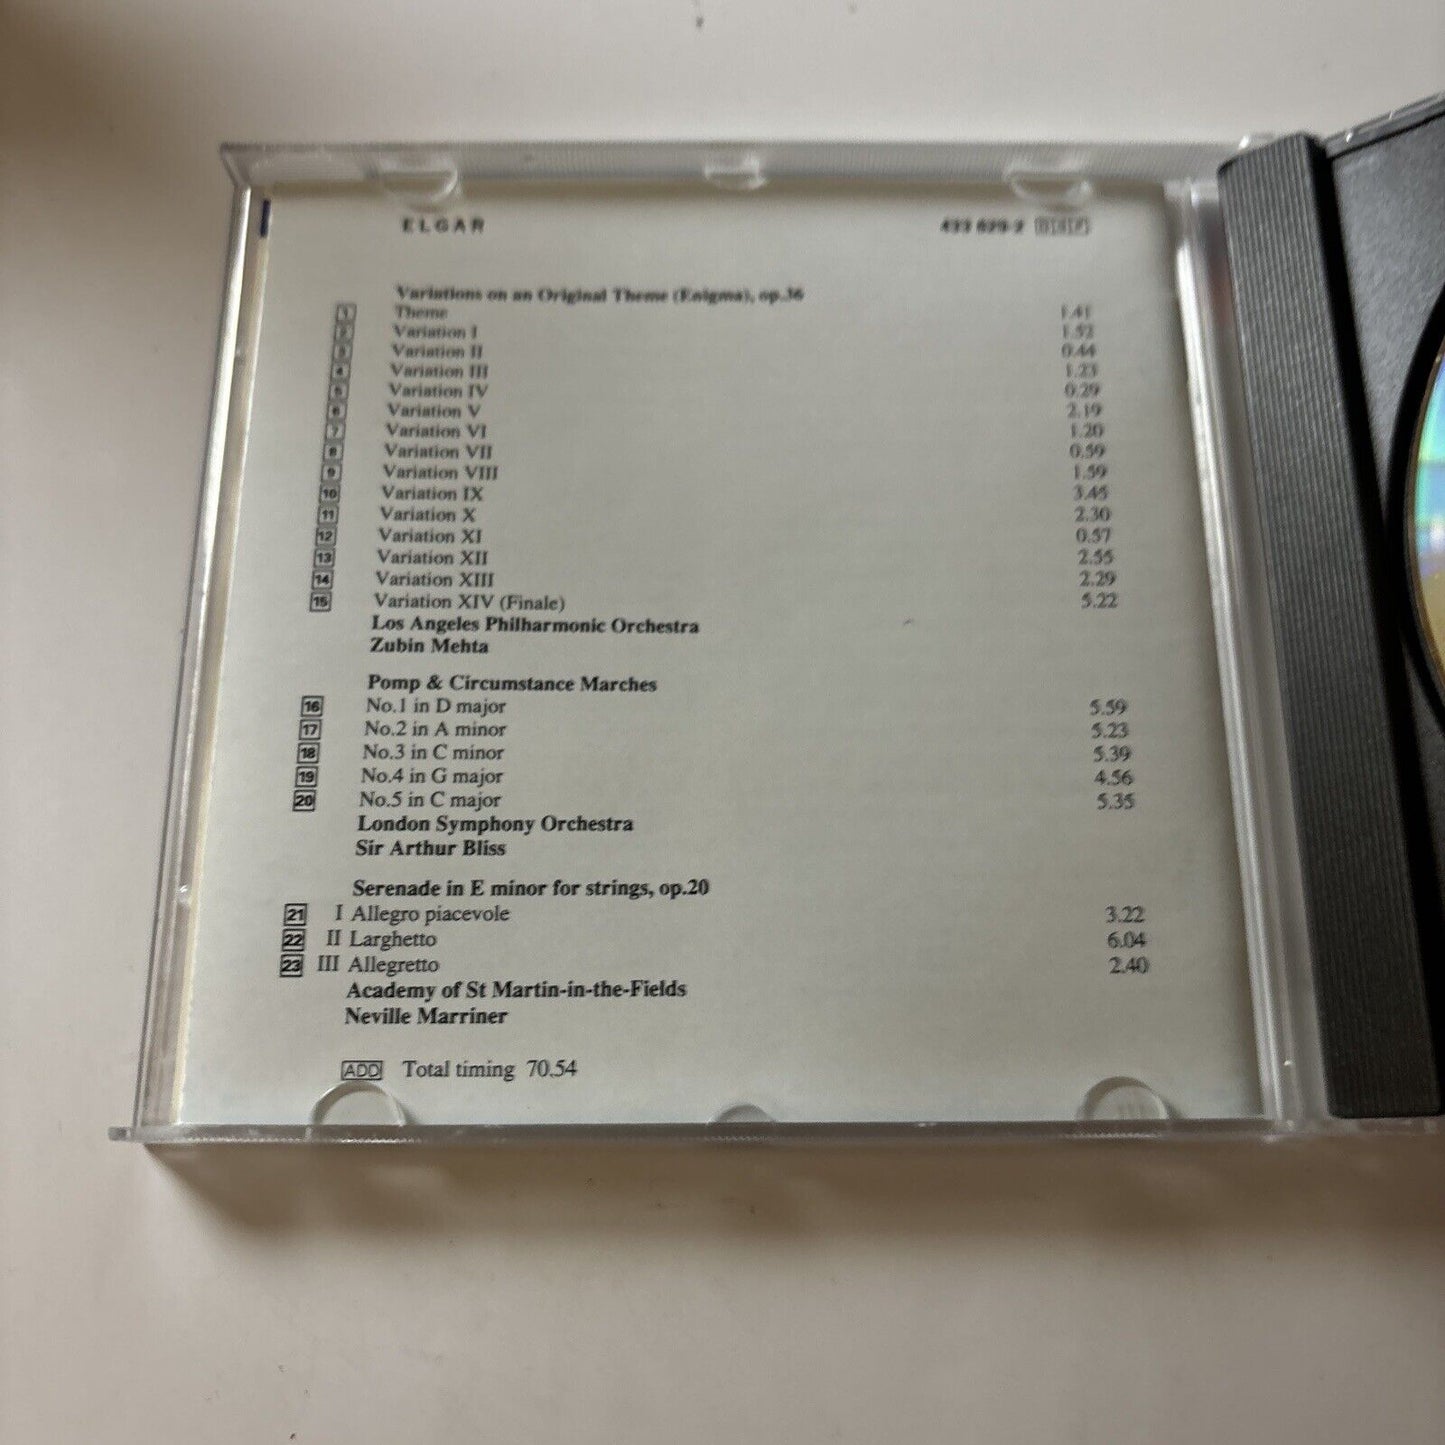 ELGAR 433 629-2
Variations on an Original Theme (Enigma), op.36
1 Theme 1.41
2 Variation I 1.52
3 Variation II 0.44
4 Variation III 1.23
5 Variation IV 0.29
6 Variation V 2.19
7 Variation VI 1.20
8 Variation VII 0.59
9 Variation VIII 1.59
10 Variation IX 3.45
11 Variation X 2.30
12 Variation XI 0.57
13 Variation XII 2.55
14 Variation XIII 2.29
15 Variation XIV (Finale) 5.22
Los Angeles Philharmonic Orchestra
Zubin Mehta
Pomp & Circumstance Marches
16 No.1 in D major 5.59
17 No.2 in A minor 5.23
18 No.3 in C minor 5.39
19 No.4 in G major 4.56
20 No.5 in C major 5.35
London Symphony Orchestra
Sir Arthur Bliss
Serenade in E minor for strings, op.20
21 I Allegro piacevole 3.22
22 II Larghetto 6.04
23 III Allegretto 2.40
Academy of St Martin-in-the-Fields
Neville Marriner
ADD Total timing 70.54